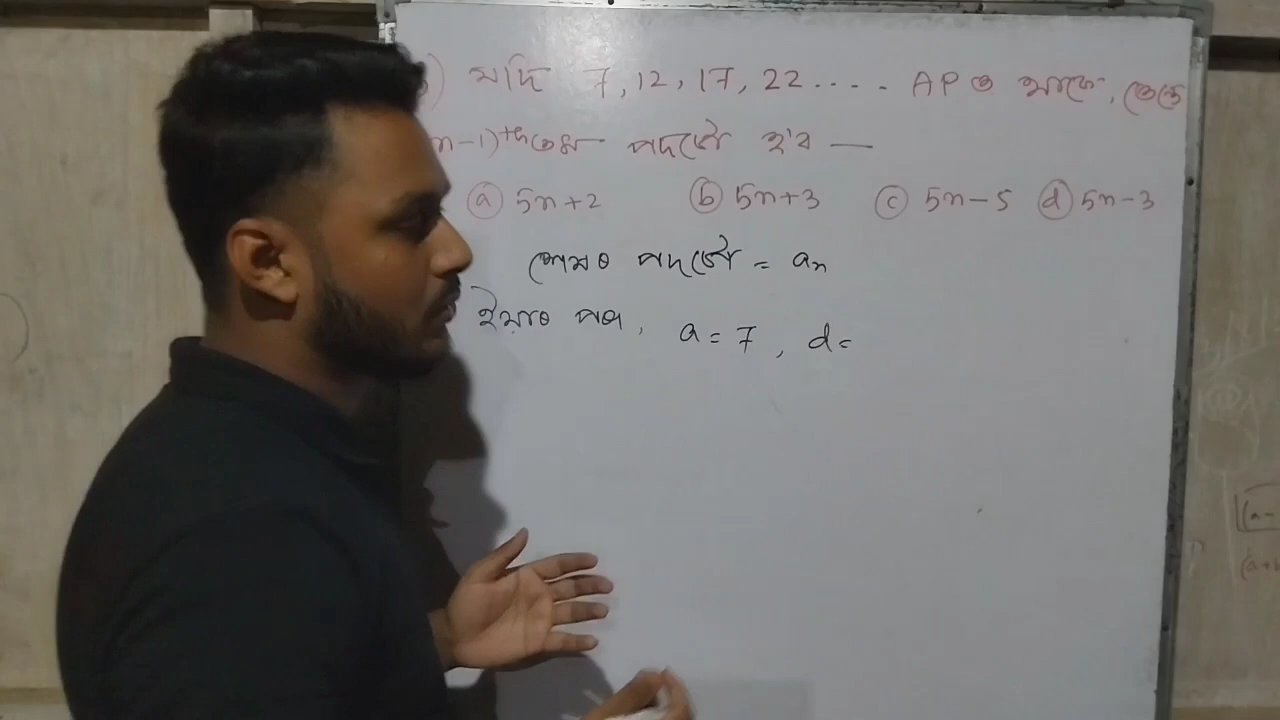 ) যদি 7, 12, 17, 22.... AP ত আছে, তেন্তে
n-1)ᵗʰ তম পদটো হ'ব —
ⓐ 5n+2 ⓑ 5n+3 ⓒ 5n-5 ⓓ 5n-3
শেষৰ পদটো = aₙ
ইয়াৰ পৰা, a = 7, d =
(a-
(a+